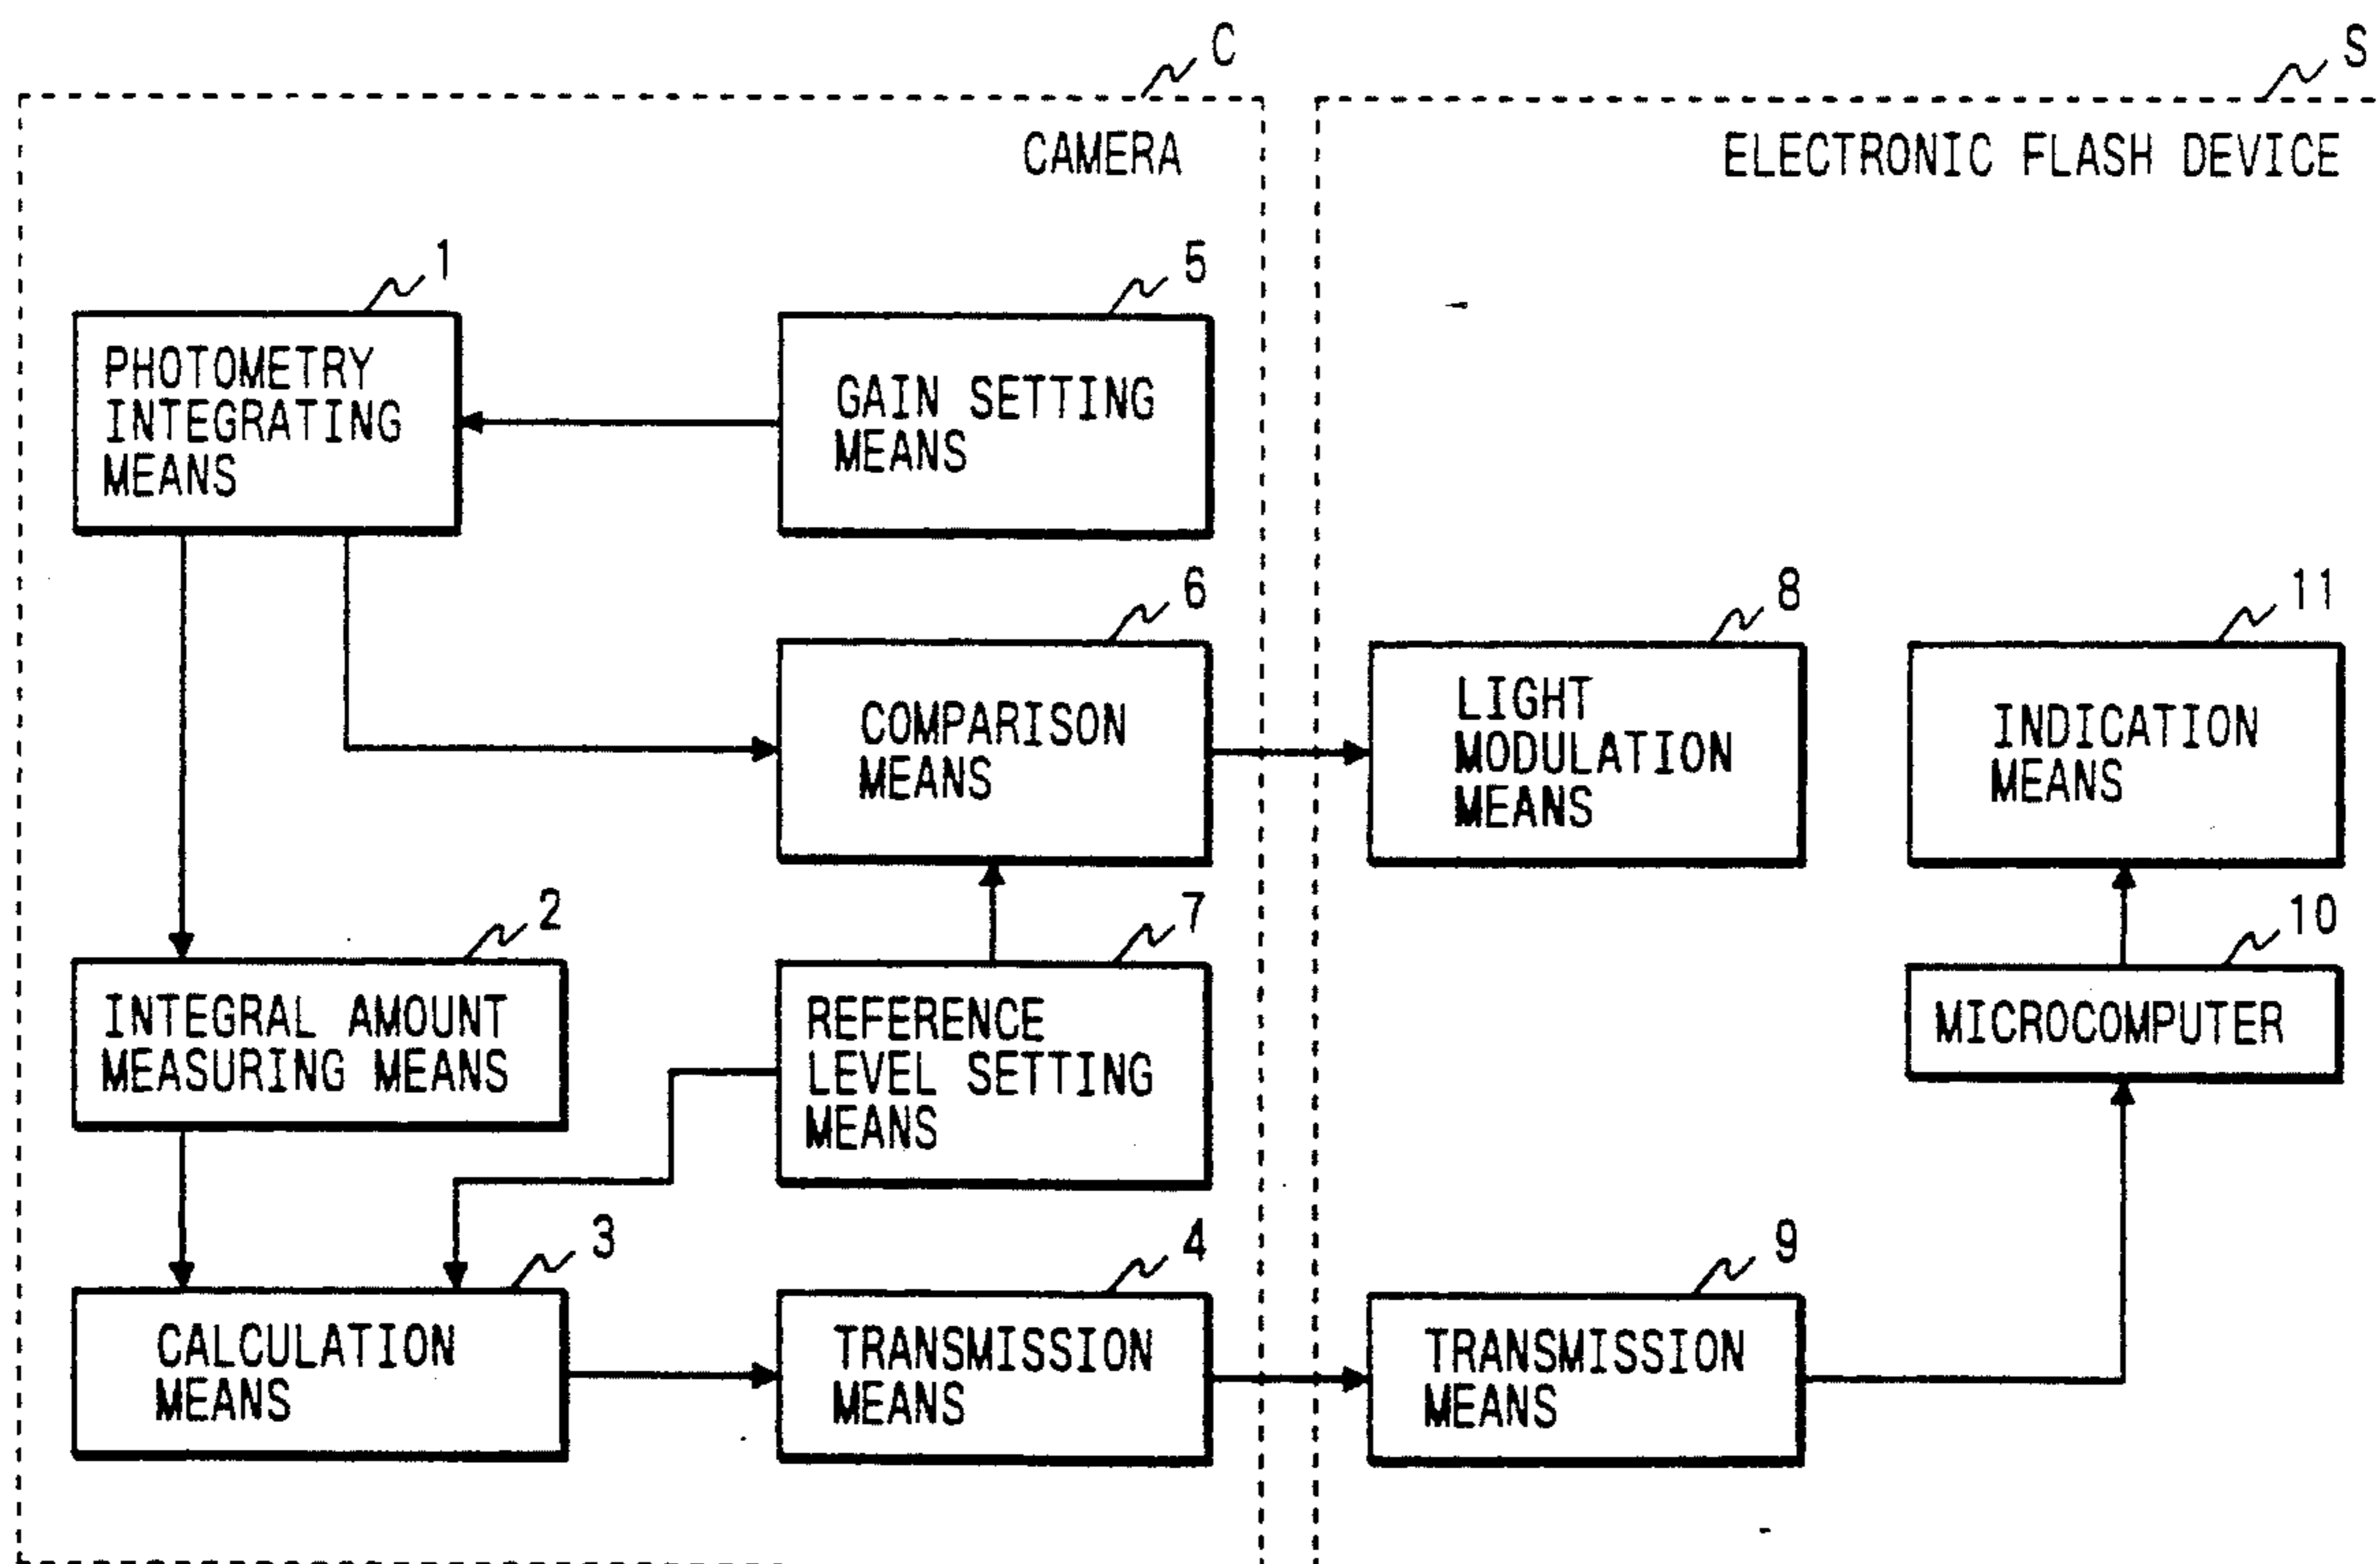 C
S
CAMERA
ELECTRONIC FLASH DEVICE
1
PHOTOMETRY
INTEGRATING
MEANS
5
GAIN SETTING
MEANS
6
COMPARISON
MEANS
8
LIGHT
MODULATION
MEANS
11
INDICATION
MEANS
2
INTEGRAL AMOUNT
MEASURING MEANS
7
REFERENCE
LEVEL SETTING
MEANS
10
MICROCOMPUTER
3
CALCULATION
MEANS
4
TRANSMISSION
MEANS
9
TRANSMISSION
MEANS